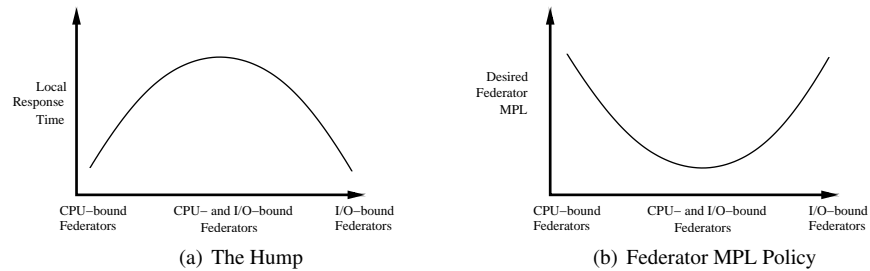 Local
Response
Time
CPU−bound
Federators
CPU− and I/O−bound
Federators
I/O−bound
Federators
(a) The Hump
Desired
Federator
MPL
CPU−bound
Federators
CPU− and I/O−bound
Federators
I/O−bound
Federators
(b) Federator MPL Policy